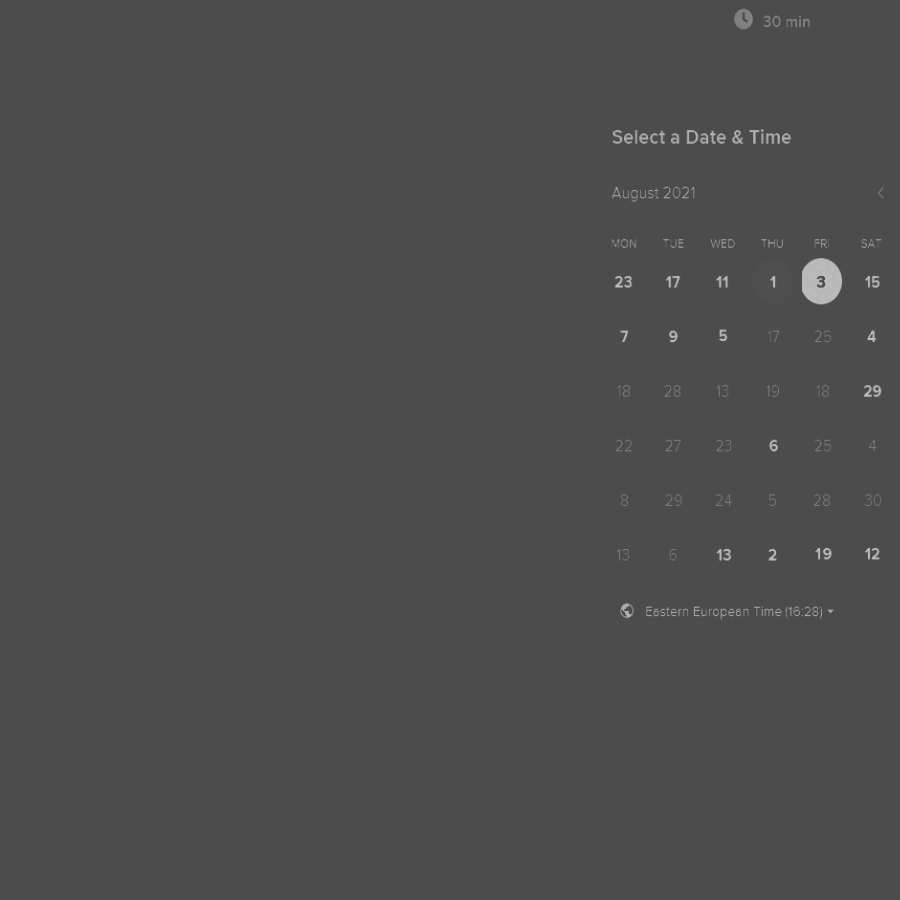 30 min
Select a Date & Time
August 2021
MON TUE WED THU FRI SAT
23 17 11 1 3 15
7 9 5 17 25 4
18 28 13 19 18 29
22 27 23 6 25 4
8 29 24 5 28 30
13 6 13 2 19 12
Eastern European Time (16:28)